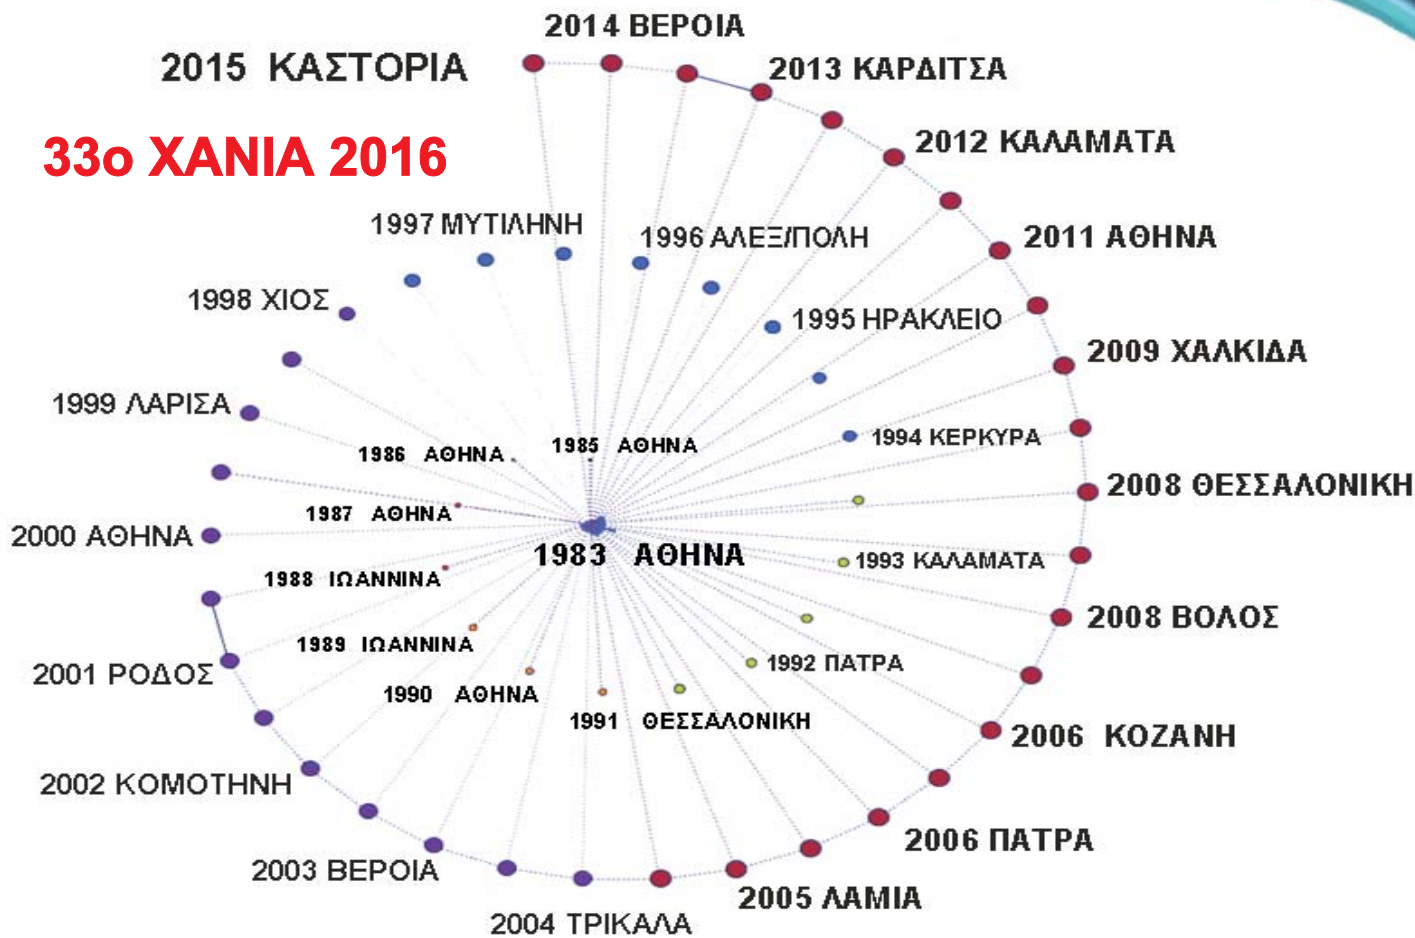 2014 ΒΕΡΟΙΑ
2015 ΚΑΣΤΟΡΙΑ
2013 ΚΑΡΔΙΤΣΑ
33ο ΧΑΝΙΑ 2016
2012 ΚΑΛΑΜΑΤΑ
1997 ΜΥΤΙΛΗΝΗ
1996 ΑΛΕΞ/ΠΟΛΗ
2011 ΑΘΗΝΑ
1998 ΧΙΟΣ
1995 ΗΡΑΚΛΕΙΟ
2009 ΧΑΛΚΙΔΑ
1999 ΛΑΡΙΣΑ
1994 ΚΕΡΚΥΡΑ
1986 ΑΘΗΝΑ
1985 ΑΘΗΝΑ
2008 ΘΕΣΣΑΛΟΝΙΚΗ
1987 ΑΘΗΝΑ
2000 ΑΘΗΝΑ
1983 ΑΘΗΝΑ
1993 ΚΑΛΑΜΑΤΑ
1988 ΙΩΑΝΝΙΝΑ
2008 ΒΟΛΟΣ
1989 ΙΩΑΝΝΙΝΑ
1992 ΠΑΤΡΑ
2001 ΡΟΔΟΣ
1990 ΑΘΗΝΑ
1991 ΘΕΣΣΑΛΟΝΙΚΗ
2006 ΚΟΖΑΝΗ
2002 ΚΟΜΟΤΗΝΗ
2006 ΠΑΤΡΑ
2003 ΒΕΡΟΙΑ
2005 ΛΑΜΙΑ
2004 ΤΡΙΚΑΛΑ